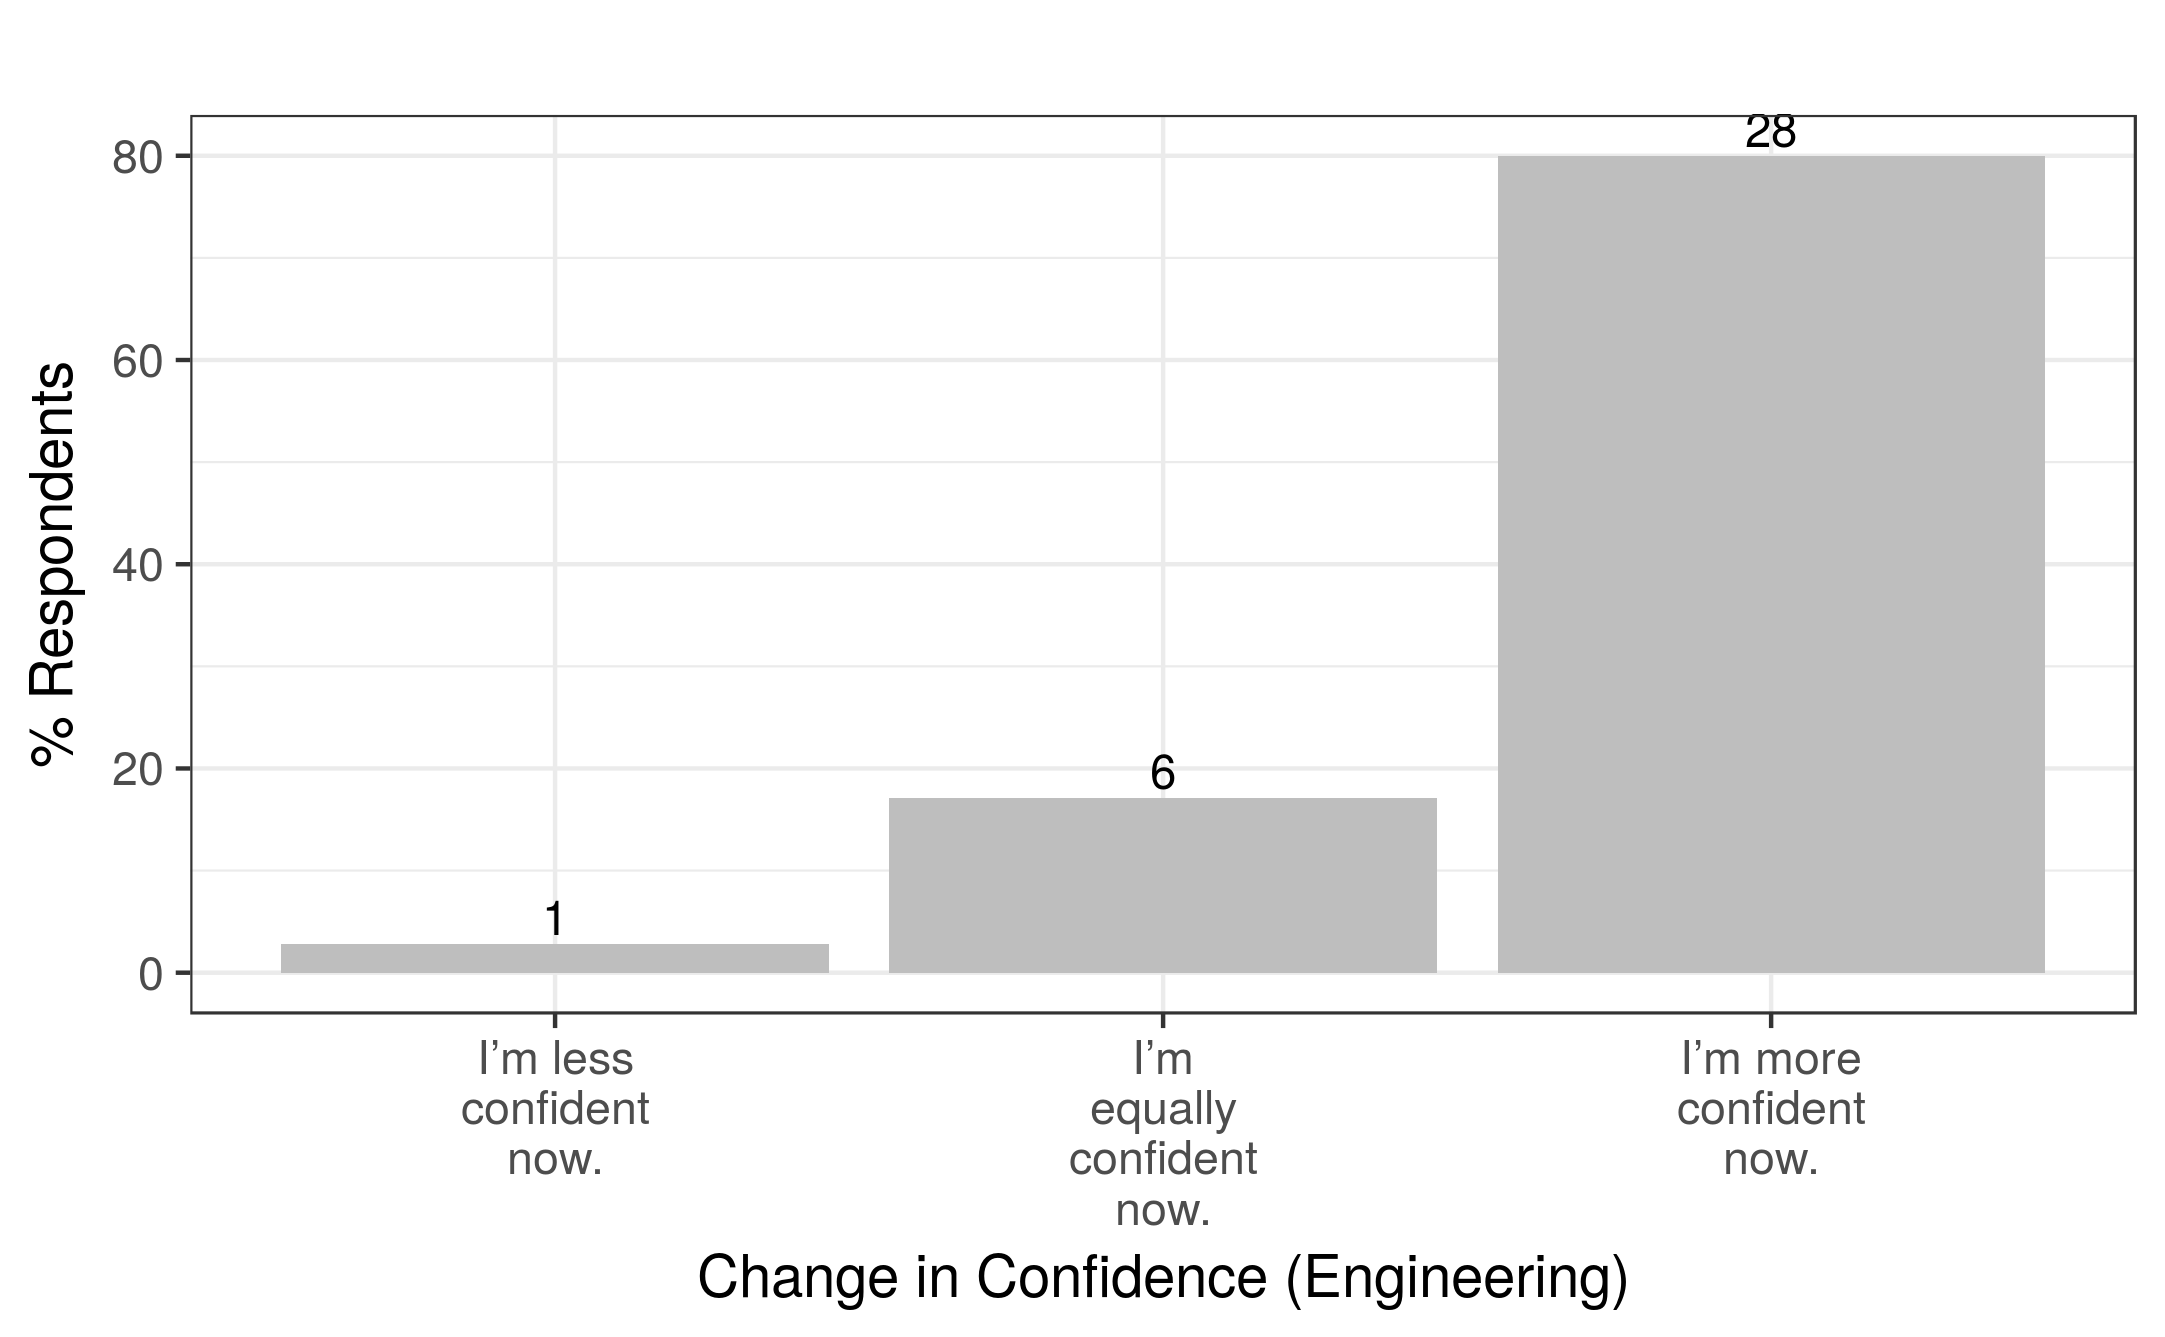 28
80
60
40
20
0
6
1
% Respondents
I’m less
confident
now.
I’m
equally
confident
now.
I’m more
confident
now.
Change in Confidence (Engineering)